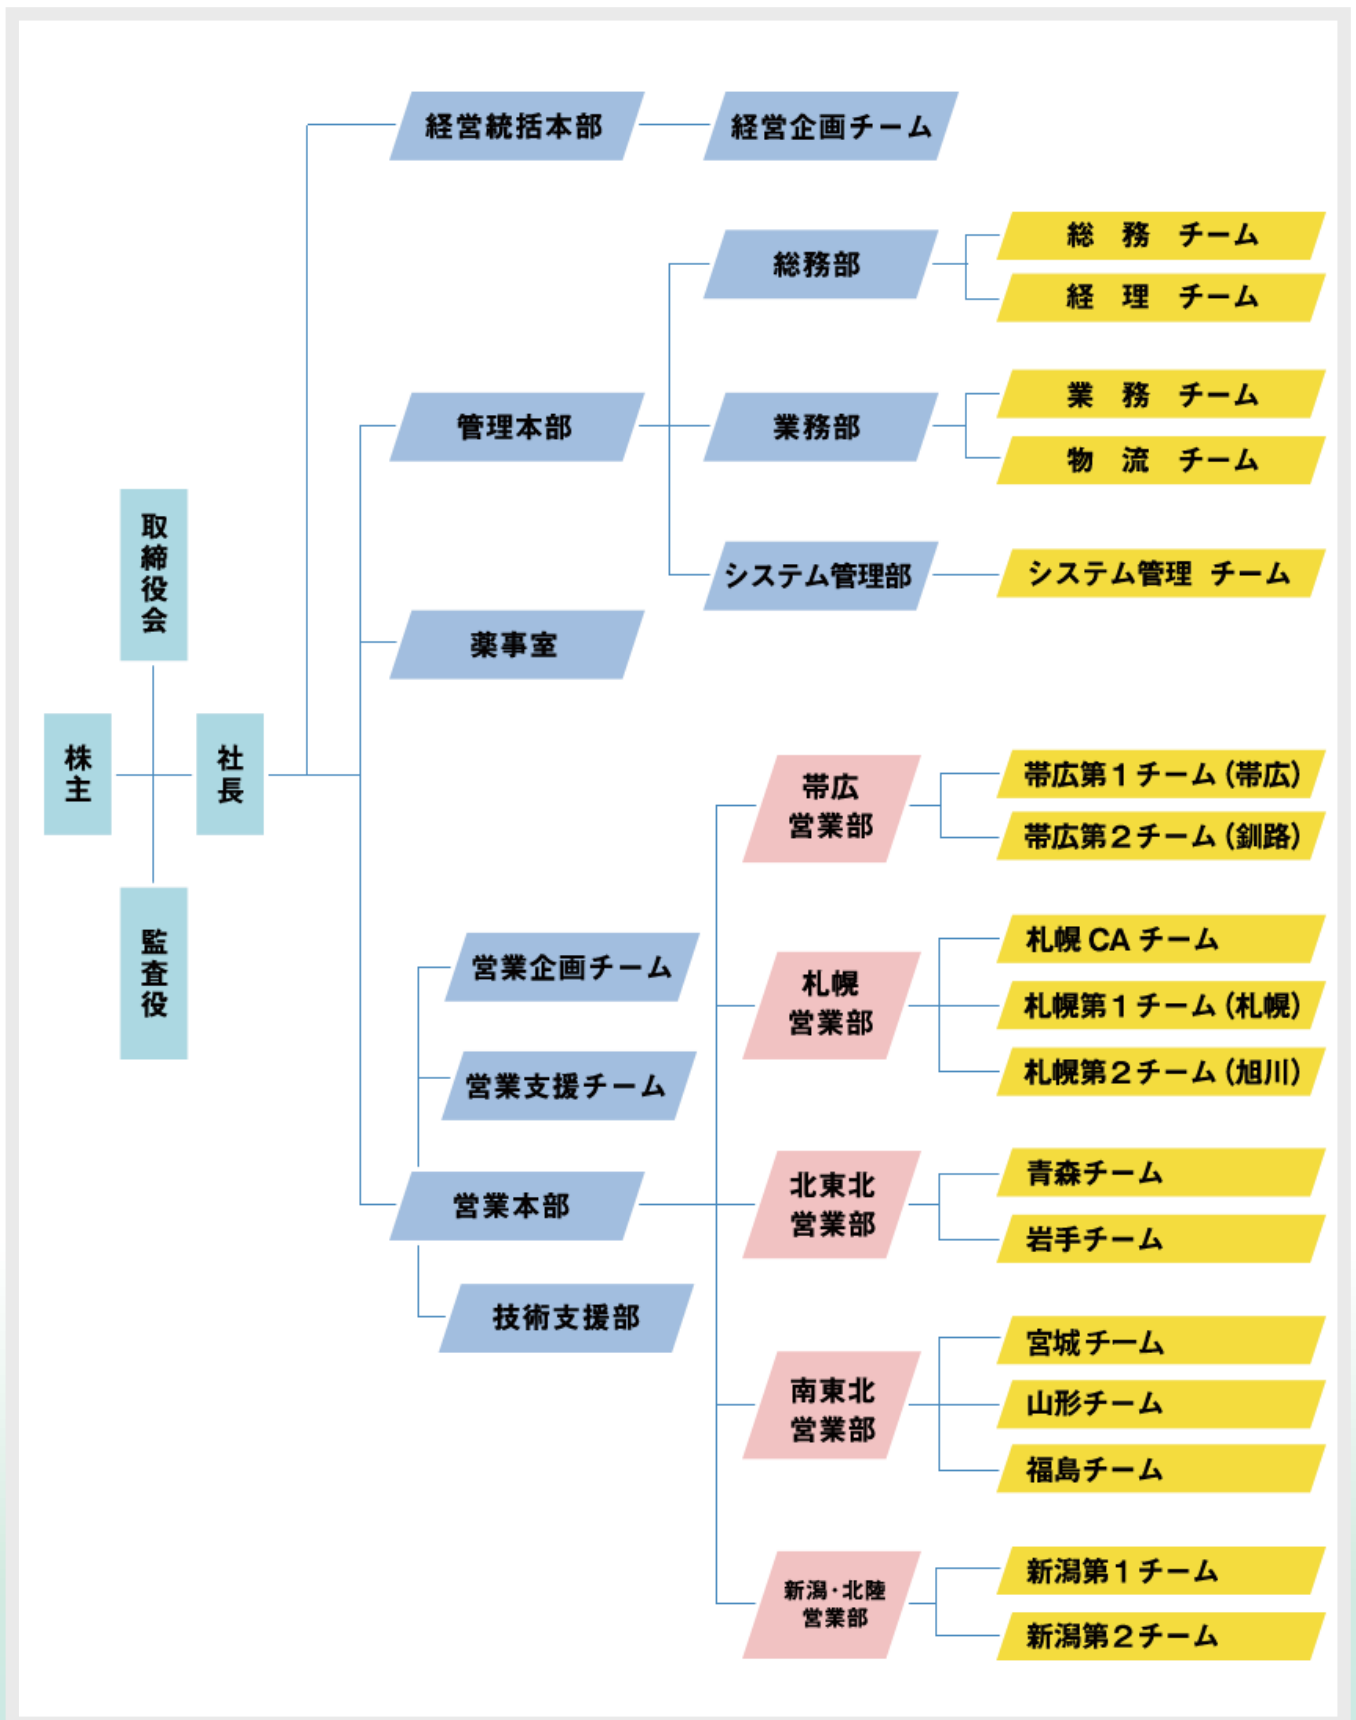 経営統括本部
経営企画チーム
総務部
総　務　チーム
経　理　チーム
管理本部
業務部
業　務　チーム
物　流　チーム
システム管理部
システム管理 チーム
薬事室
取締役会
株主
社長
監査役
帯広
営業部
帯広第1チーム(帯広)
帯広第2チーム(釧路)
営業企画チーム
営業支援チーム
営業本部
技術支援部
札幌
営業部
札幌 CA チーム
札幌第1チーム(札幌)
札幌第2チーム(旭川)
北東北
営業部
青森チーム
岩手チーム
南東北
営業部
宮城チーム
山形チーム
福島チーム
新潟・北陸
営業部
新潟第1チーム
新潟第2チーム